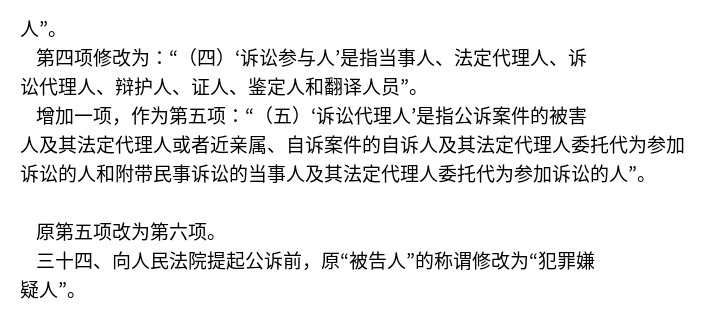 人”。
第四项修改为：“（四）‘诉讼参与人’是指当事人、法定代理人、诉
讼代理人、辩护人、证人、鉴定人和翻译人员”。
增加一项，作为第五项：“（五）‘诉讼代理人’是指公诉案件的被害
人及其法定代理人或者近亲属、自诉案件的自诉人及其法定代理人委托代为参加
诉讼的人和附带民事诉讼的当事人及其法定代理人委托代为参加诉讼的人”。
原第五项改为第六项。
三十四、向人民法院提起公诉前，原“被告人”的称谓修改为“犯罪嫌
疑人”。